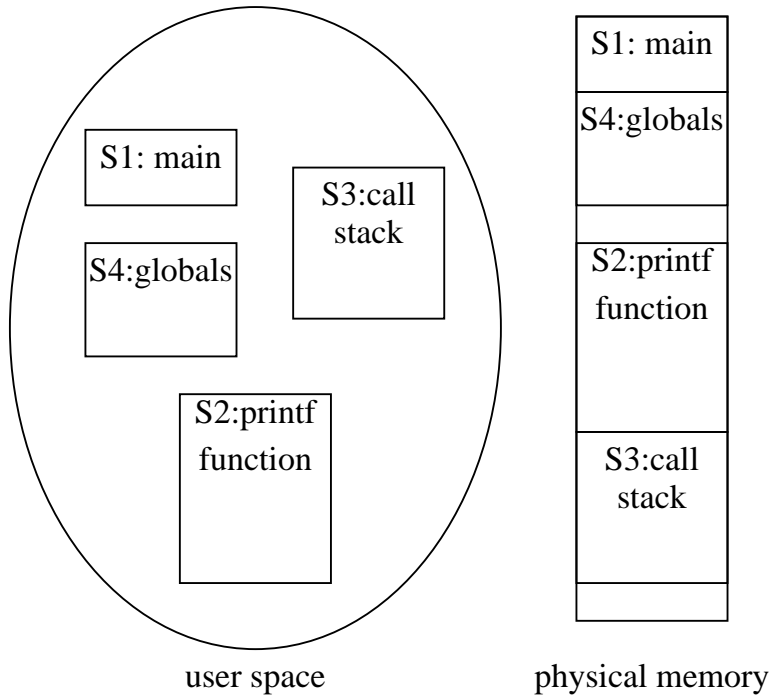 S1: main
S4:globals
S3:call
stack
S2:printf
function
user space
S1: main
S4:globals
S2:printf
function
S3:call
stack
physical memory